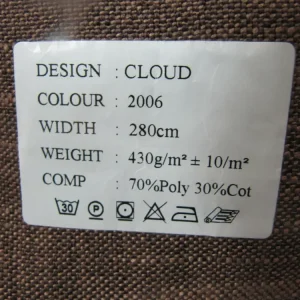 DESIGN : CLOUD
COLOUR : 2006
WIDTH : 280cm
WEIGHT : 430g/m² ± 10/m²
COMP : 70%Poly 30%Cot
30 P